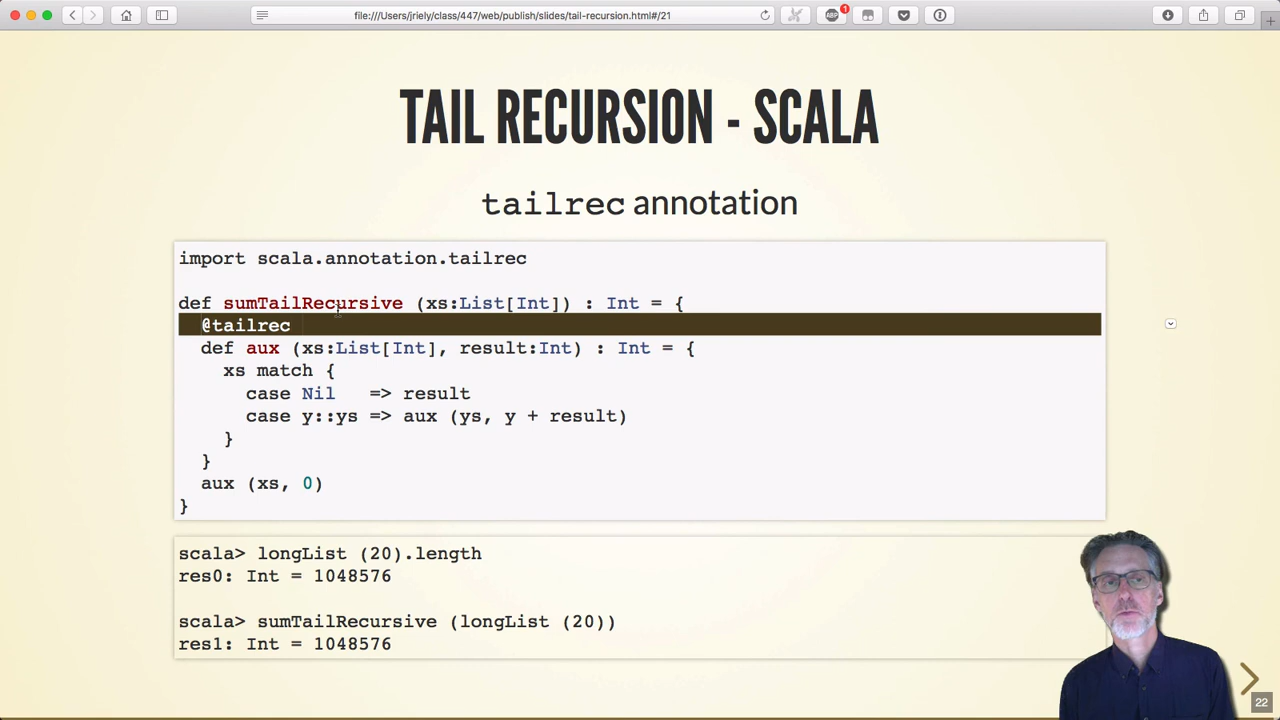 file:///Users/jriely/class/447/web/publish/slides/tail-recursion.html#/21
ABP
1
TAIL RECURSION - SCALA
tailrec annotation
import scala.annotation.tailrec
def sumTailRecursive (xs:List[Int]) : Int = {
  @tailrec
  def aux (xs:List[Int], result:Int) : Int = {
    xs match {
      case Nil   => result
      case y::ys => aux (ys, y + result)
    }
  }
  aux (xs, 0)
}
scala> longList (20).length
res0: Int = 1048576
scala> sumTailRecursive (longList (20))
res1: Int = 1048576
22